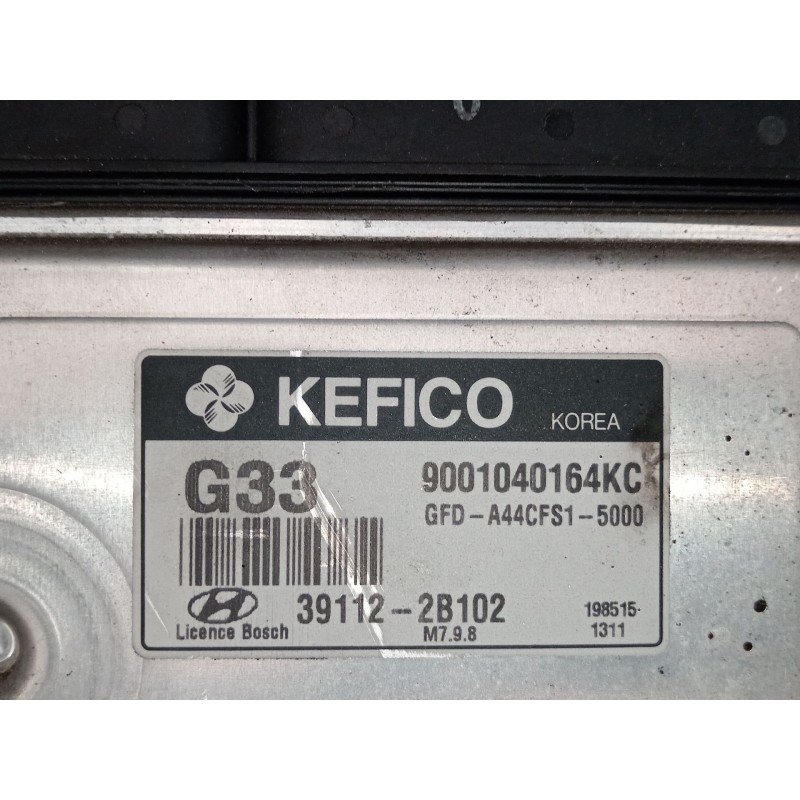 KEFICO KOREA
G33 9001040164KC
GFD-A44CFS1-5000
39112-2B102 198515-
Licence Bosch M7.9.8 1311